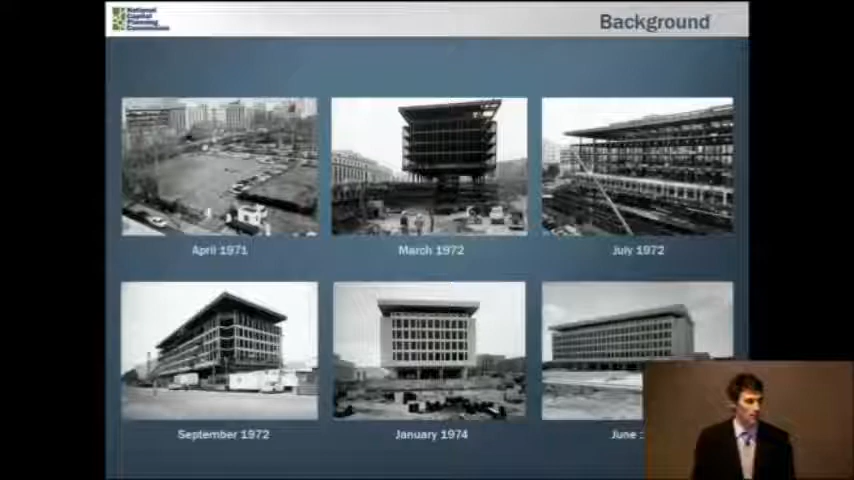 National
Capital
Planning
Commission
Background
April 1971
March 1972
July 1972
September 1972
January 1974
June